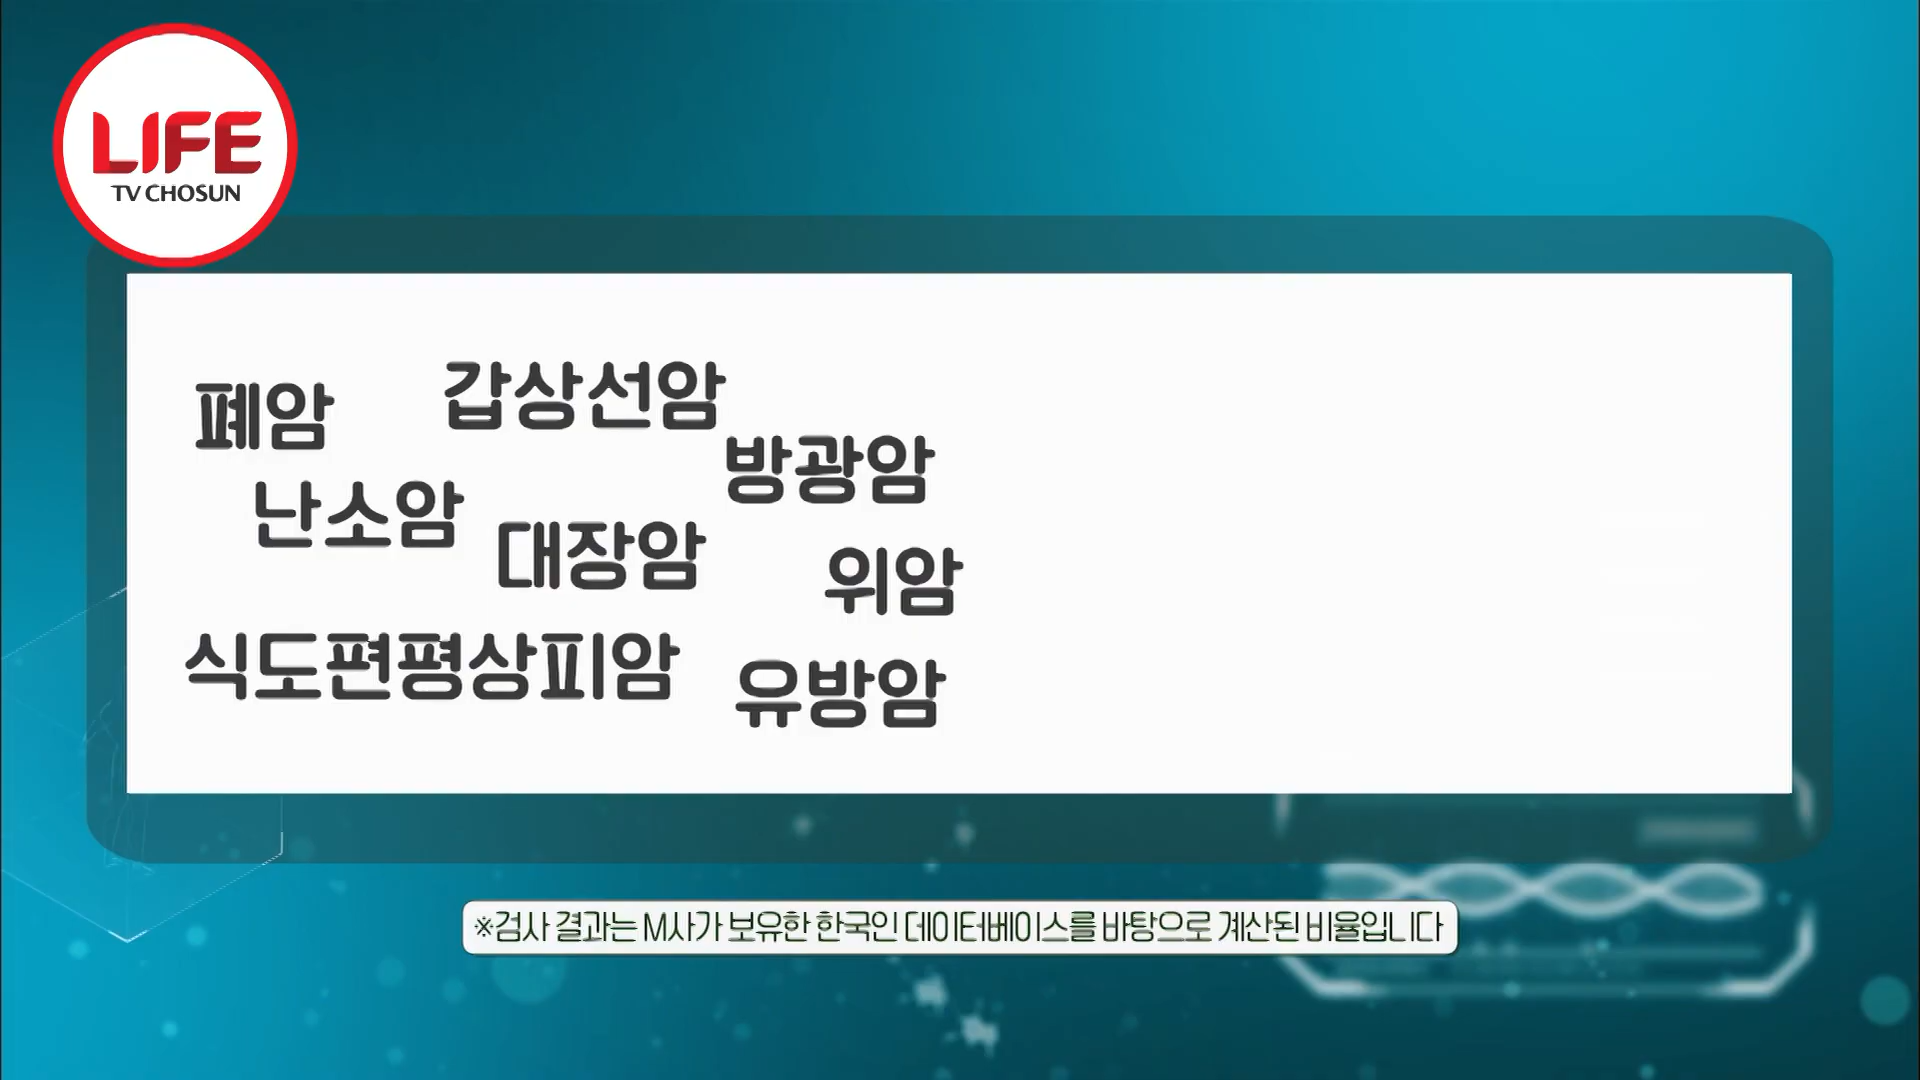 LIFE
TV CHOSUN
폐암
갑상선암
방광암
난소암
대장암
위암
식도편평상피암
유방암
※검사 결과는 M사가 보유한 한국인 데이터베이스를 바탕으로 계산된 비율입니다